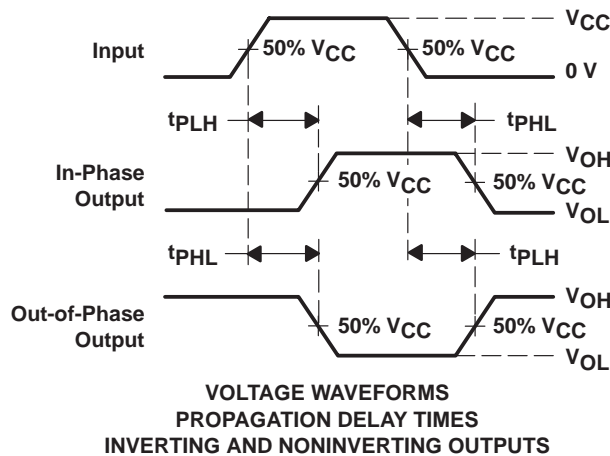 VCC
Input
50% VCC
50% VCC
0 V
tPLH
tPHL
VOH
In-Phase
Output
50% VCC
50% VCC
VOL
tPHL
tPLH
VOH
Out-of-Phase
Output
50% VCC
50% VCC
VOL
VOLTAGE WAVEFORMS
PROPAGATION DELAY TIMES
INVERTING AND NONINVERTING OUTPUTS